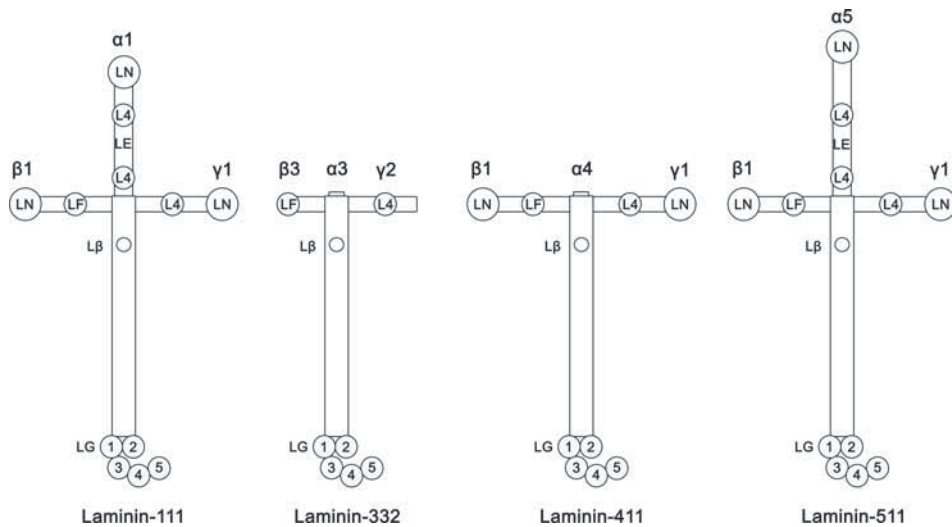 α1
LN
L4
LE
L4
β1
γ1
LN
LF
L4
LN
Lβ
LG
1
2
3
4
5
Laminin-111
β3
α3
γ2
LF
L4
Lβ
LG
1
2
3
4
5
Laminin-332
β1
α4
γ1
LN
LF
L4
LN
Lβ
LG
1
2
3
4
5
Laminin-411
α5
LN
L4
LE
L4
β1
γ1
LN
LF
L4
LN
Lβ
LG
1
2
3
4
5
Laminin-511